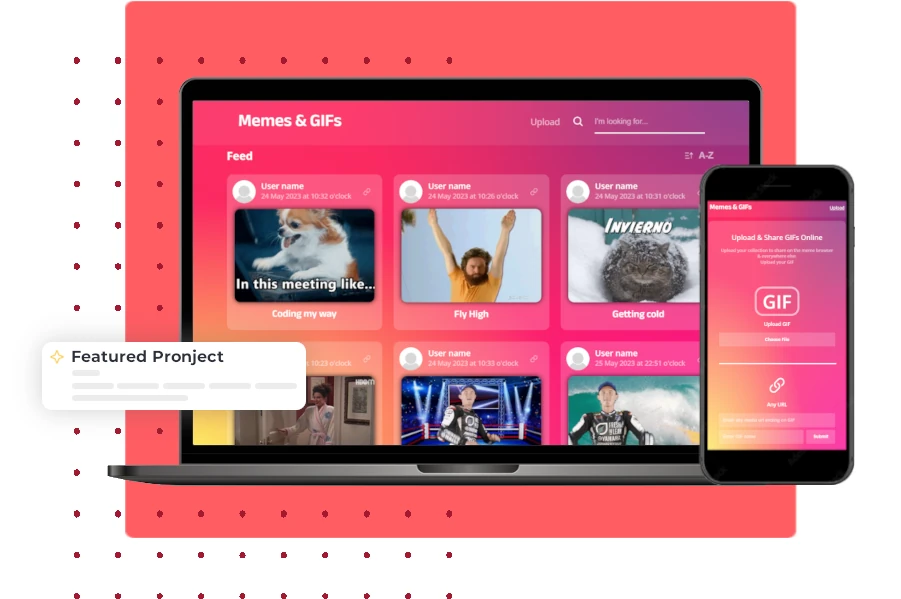 Memes & GIFs
Upload
I'm looking for...
Feed
A-Z
User name
24 May 2023 at 10:32 o'clock
User name
24 May 2023 at 10:26 o'clock
User name
24 May 2023 at 10:31 o'clock
In this meeting like...
INVIERNO
Coding my way
Fly High
Getting cold
10:23 o'clock
User name
24 May 2023 at 10:33 o'clock
User name
25 May at 22:51 o'clock
Featured Pronject
Memes & GIFs
Upload
Upload & Share GIFs Online
Upload your collection to share on this meme browser
& everywhere else.
Upload your GIF
GIF
Upload GIF
Choose File
Any URL
Submit